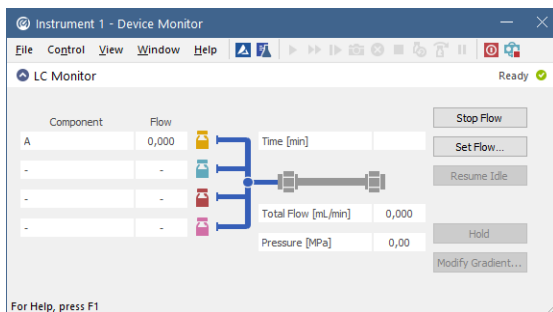 Instrument 1 - Device Monitor
File Control View Window Help
LC Monitor
Ready
Component Flow
A 0,000
- -
- -
- -
Time [min]
Total Flow [mL/min] 0,000
Pressure [MPa] 0,00
Stop Flow
Set Flow...
Resume Idle
Hold
Modify Gradient...
For Help, press F1